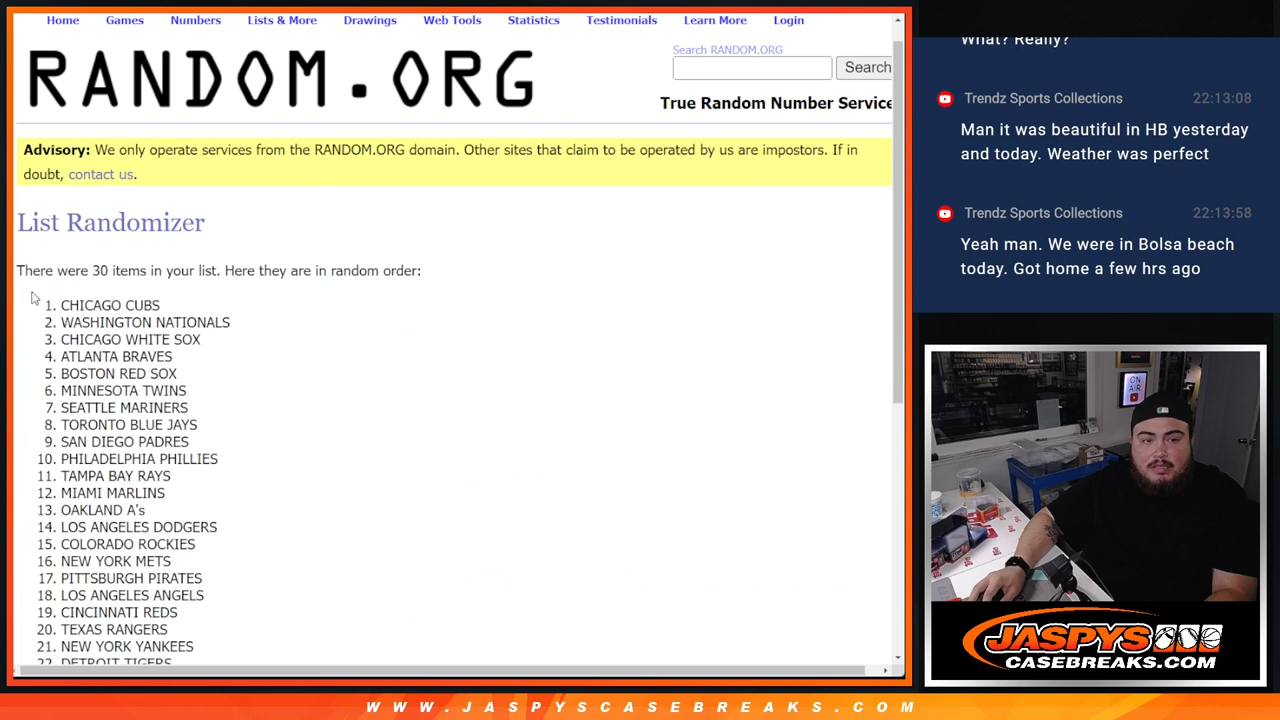 Home Games Numbers Lists & More Drawings Web Tools Statistics Testimonials Learn More Login
RANDOM.ORG
Search RANDOM.ORG
Search
True Random Number Service
Advisory: We only operate services from the RANDOM.ORG domain. Other sites that claim to be operated by us are impostors. If in
doubt, contact us.
List Randomizer
There were 30 items in your list. Here they are in random order:
1. CHICAGO CUBS
2. WASHINGTON NATIONALS
3. CHICAGO WHITE SOX
4. ATLANTA BRAVES
5. BOSTON RED SOX
6. MINNESOTA TWINS
7. SEATTLE MARINERS
8. TORONTO BLUE JAYS
9. SAN DIEGO PADRES
10. PHILADELPHIA PHILLIES
11. TAMPA BAY RAYS
12. MIAMI MARLINS
13. OAKLAND A's
14. LOS ANGELES DODGERS
15. COLORADO ROCKIES
16. NEW YORK METS
17. PITTSBURGH PIRATES
18. LOS ANGELES ANGELS
19. CINCINNATI REDS
20. TEXAS RANGERS
21. NEW YORK YANKEES
22. DETROIT TIGERS
What? Really?
Trendz Sports Collections 22:13:08
Man it was beautiful in HB yesterday
and today. Weather was perfect
Trendz Sports Collections 22:13:58
Yeah man. We were in Bolsa beach
today. Got home a few hrs ago
ON
AIR
JASPYS
CASEBREAKS.COM
WWW.JASPYSCASEBREAKS.COM